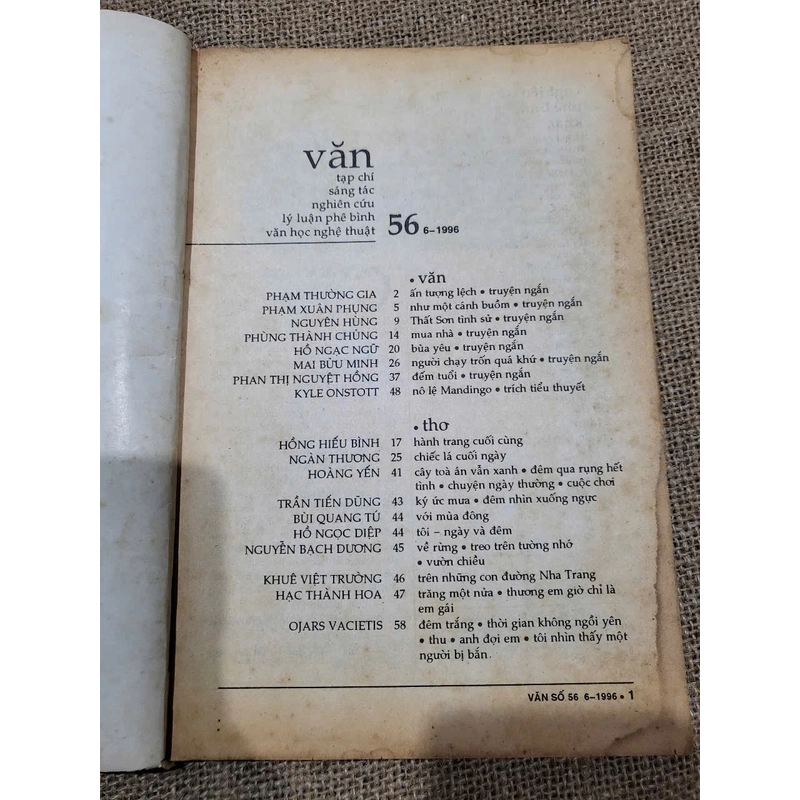 văn
tạp chí
sáng tác
nghiên cứu
lý luận phê bình
văn học nghệ thuật 56 6–1996
• văn
PHẠM THƯỜNG GIA 2 ấn tượng lệch • truyện ngắn
PHẠM XUÂN PHỤNG 5 như một cánh buồm • truyện ngắn
NGUYÊN HÙNG 9 Thất Sơn tình sử • truyện ngắn
PHÙNG THÀNH CHỦNG 14 mua nhà • truyện ngắn
HỒ NGẠC NGỮ 20 bùa yêu • truyện ngắn
MAI BỬU MINH 26 người chạy trốn quá khứ • truyện ngắn
PHAN THỊ NGUYỆT HỒNG 37 đếm tuổi • truyện ngắn
KYLE ONSTOTT 48 nô lệ Mandingo • trích tiểu thuyết
• thơ
HỒNG HIẾU BÌNH 17 hành trang cuối cùng
NGÀN THƯƠNG 25 chiếc lá cuối ngày
HOÀNG YẾN 41 cây toà án vẫn xanh • đêm qua rụng hết
tình • chuyện ngày thường • cuộc chơi
TRẦN TIẾN DŨNG 43 ký ức mưa • đêm nhìn xuống ngực
BÙI QUANG TÚ 44 với mùa đông
HỒ NGỌC DIỆP 44 tôi – ngày và đêm
NGUYỄN BẠCH DƯƠNG 45 về rừng • treo trên tường nhớ
• vườn chiều
KHUÊ VIỆT TRƯỜNG 46 trên những con đường Nha Trang
HẠC THÀNH HOA 47 trăng một nửa • thương em giờ chỉ là
em gái
OJARS VACIETIS 58 đêm trắng • thời gian không ngồi yên
• thu • anh đợi em • tôi nhìn thấy một
người bị bắn.
VĂN SỐ 56 6–1996 • 1